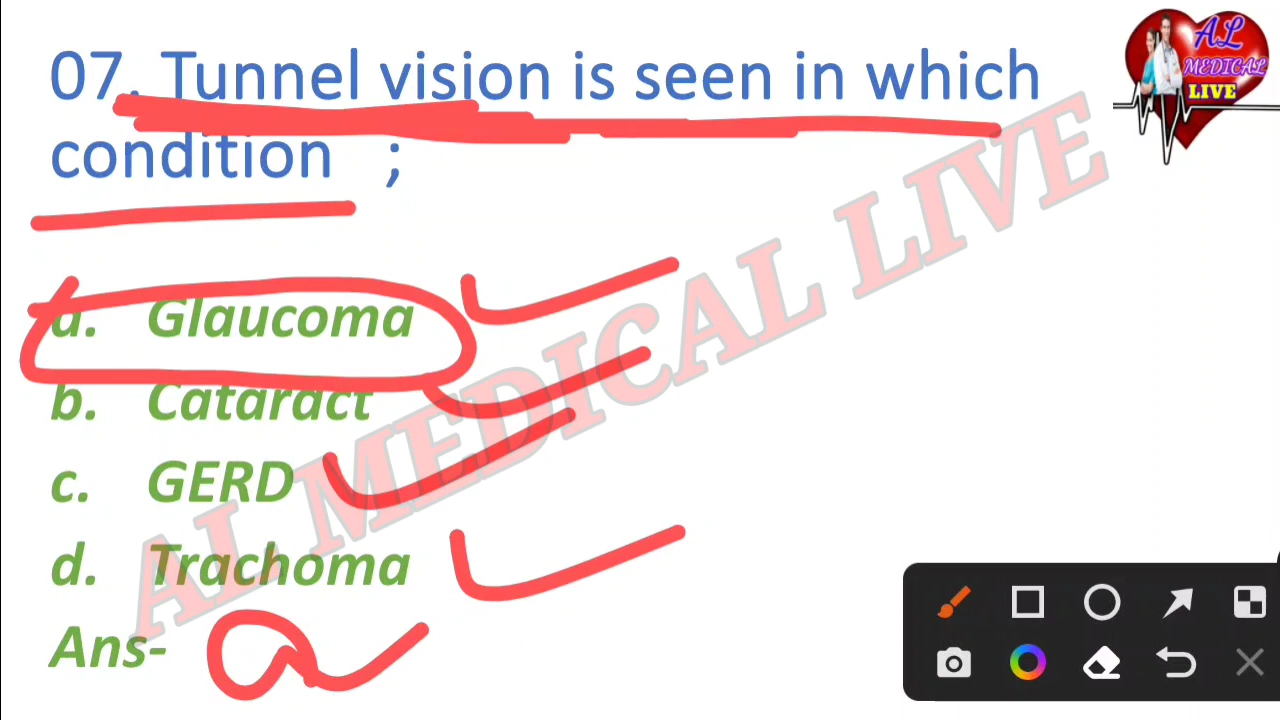 07. Tunnel vision is seen in which
condition ;
a. Glaucoma
b. Cataract
c. GERD
d. Trachoma
Ans- a
AL MEDICAL LIVE
AL
MEDICAL
LIVE